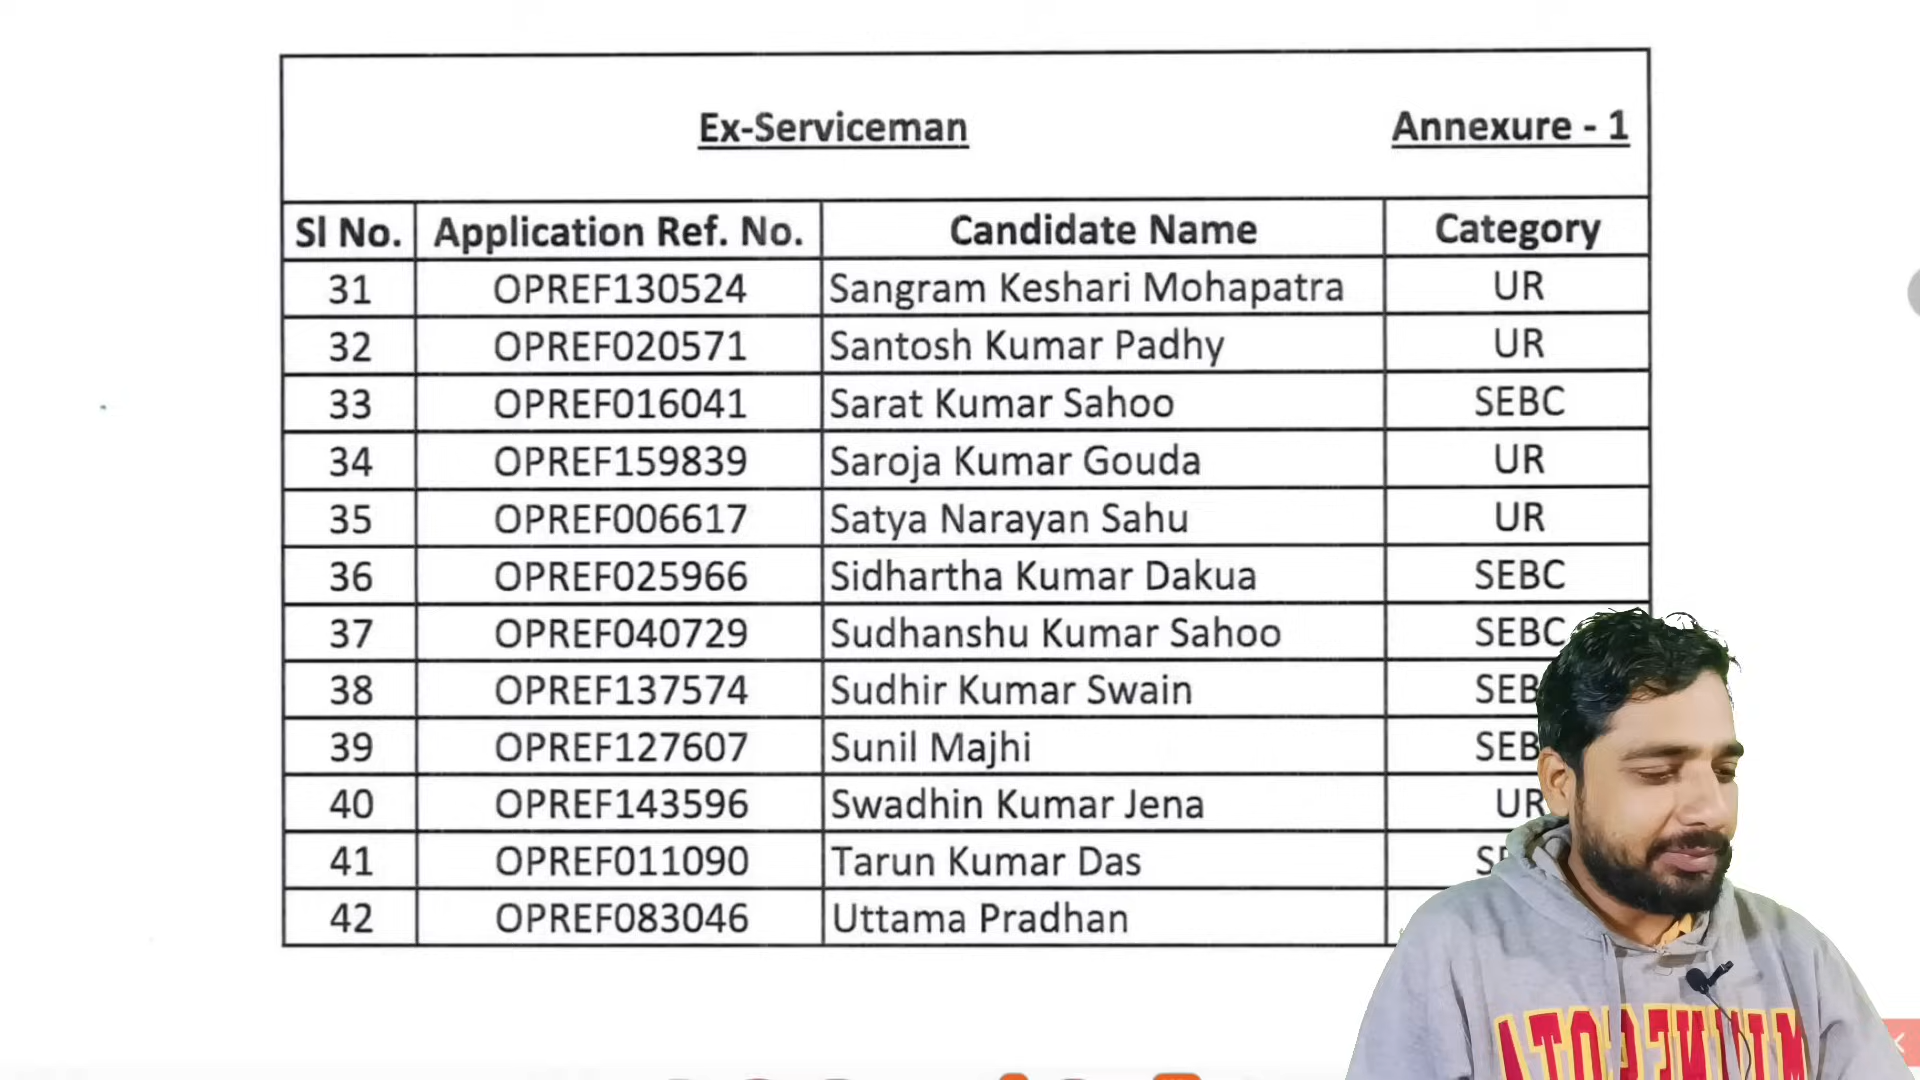 Ex-Serviceman Annexure - 1
Sl No. Application Ref. No. Candidate Name Category
31 OPREF130524 Sangram Keshari Mohapatra UR
32 OPREF020571 Santosh Kumar Padhy UR
33 OPREF016041 Sarat Kumar Sahoo SEBC
34 OPREF159839 Saroja Kumar Gouda UR
35 OPREF006617 Satya Narayan Sahu UR
36 OPREF025966 Sidhartha Kumar Dakua SEBC
37 OPREF040729 Sudhanshu Kumar Sahoo SEBC
38 OPREF137574 Sudhir Kumar Swain SEB
39 OPREF127607 Sunil Majhi SEB
40 OPREF143596 Swadhin Kumar Jena UR
41 OPREF011090 Tarun Kumar Das
42 OPREF083046 Uttama Pradhan
MINNESOTA